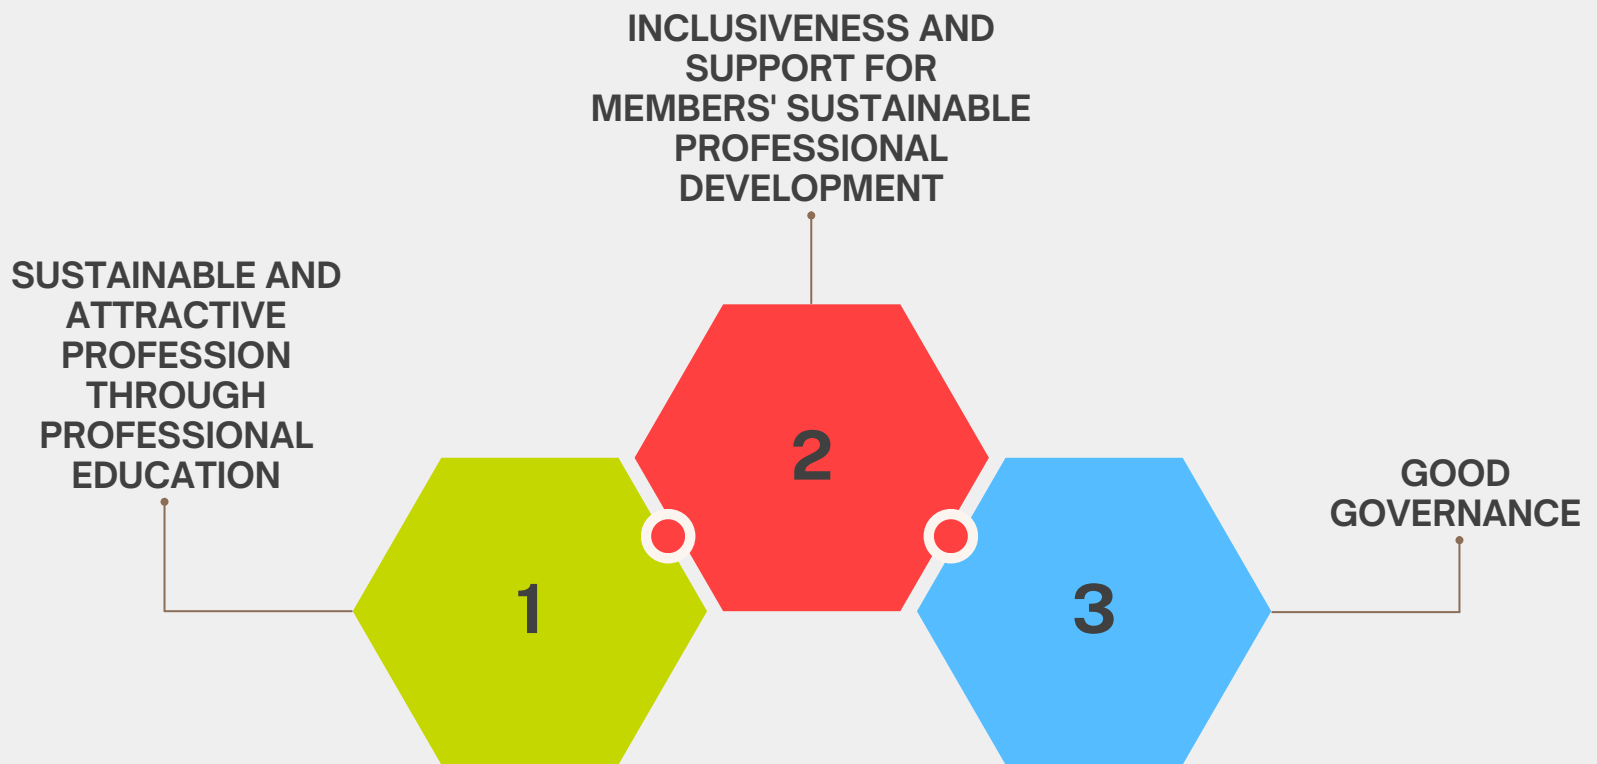 INCLUSIVENESS AND
SUPPORT FOR
MEMBERS' SUSTAINABLE
PROFESSIONAL
DEVELOPMENT
SUSTAINABLE AND
ATTRACTIVE
PROFESSION
THROUGH
PROFESSIONAL
EDUCATION
2
GOOD
GOVERNANCE
1
3